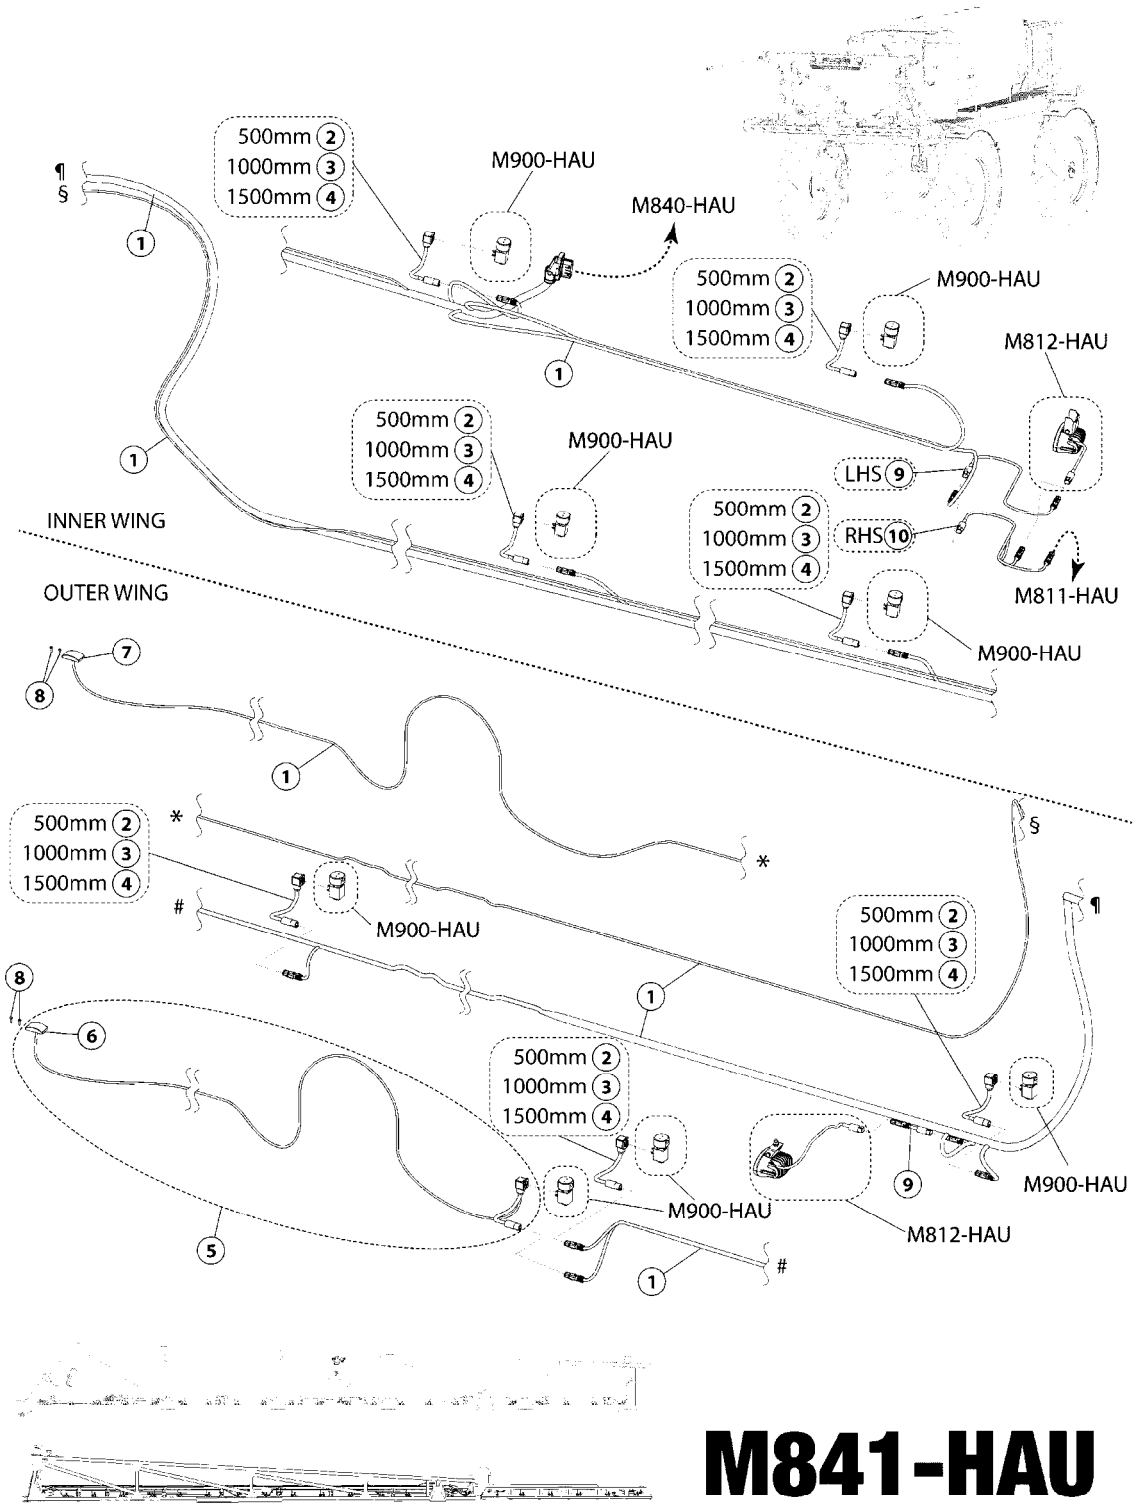 500mm 2
1000mm 3
1500mm 4
M900-HAU
M840-HAU
¶
§
1
500mm 2
1000mm 3
1500mm 4
M900-HAU
M812-HAU
1
500mm 2
1000mm 3
1500mm 4
M900-HAU
1
LHS 9
500mm 2
1000mm 3
1500mm 4
RHS 10
INNER WING
OUTER WING
M811-HAU
M900-HAU
7
8
1
500mm 2
1000mm 3
1500mm 4
*
*
§
#
M900-HAU
500mm 2
1000mm 3
1500mm 4
¶
8
6
1
500mm 2
1000mm 3
1500mm 4
M900-HAU
9
M900-HAU
M812-HAU
5
1
#
M841-HAU